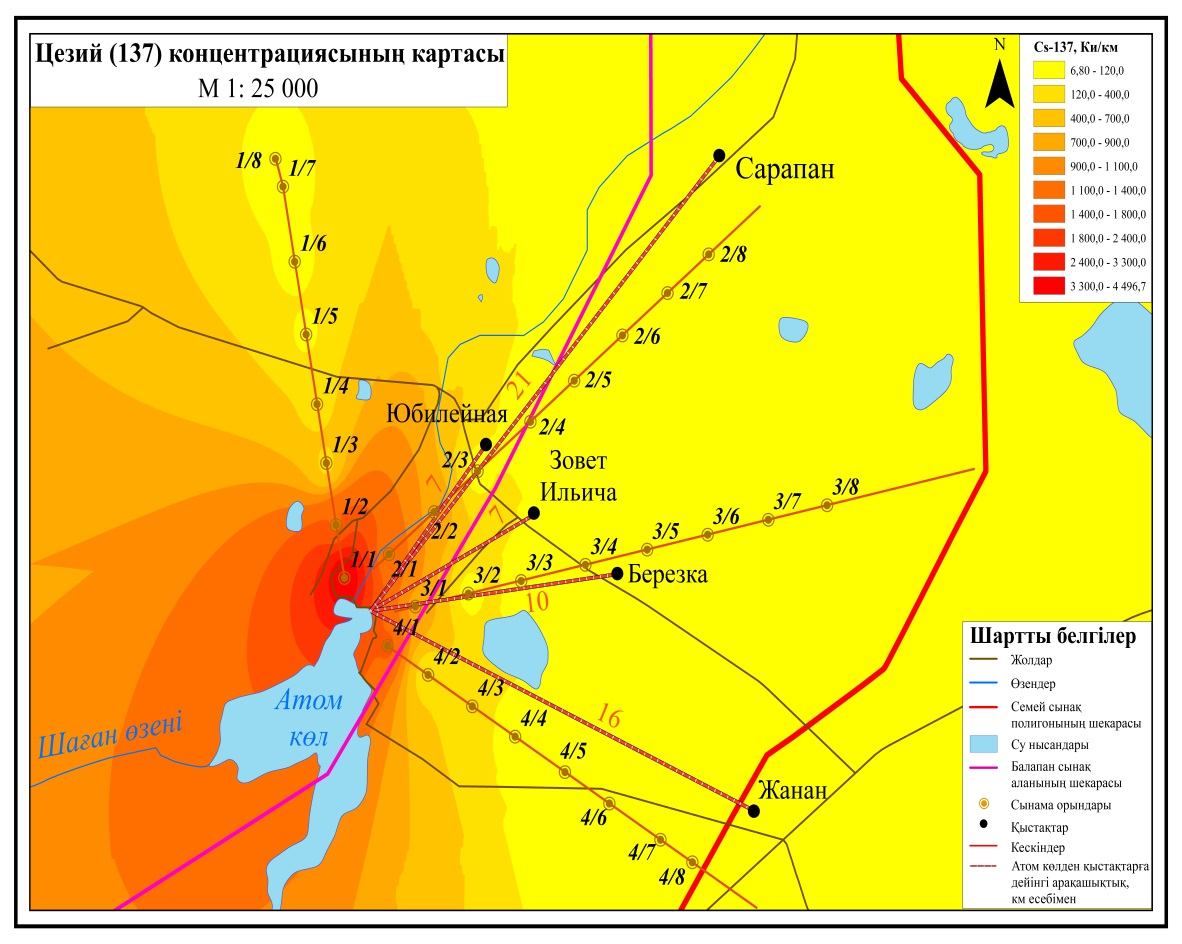 Цезий (137) концентрациясының картасы
М 1: 25 000
N
Cs-137, Ки/км
6,80 - 120,0
120,0 - 400,0
400,0 - 700,0
700,0 - 900,0
900,0 - 1 100,0
1 100,0 - 1 400,0
1 400,0 - 1 800,0
1 800,0 - 2 400,0
2 400,0 - 3 300,0
3 300,0 - 4 496,7
1/8
1/7
1/6
1/5
1/4
1/3
1/2
1/1
Сарапан
2/8
2/7
2/6
2/5
2/4
2/3
2/2
2/1
21
Юбилейная
7
Зовет
Ильича
7
3/8
3/7
3/6
3/5
3/4
3/3
3/2
3/1
Березка
10
4/1
4/2
4/3
4/4
4/5
4/6
4/7
4/8
16
Жанан
Атом
көл
Шаған өзені
Шартты белгілер
Жолдар
Өзендер
Семей сынақ
полигонының шекарасы
Су нысандары
Балапан сынақ
аланының шекарасы
Сынама орындары
Қыстақтар
Кескіндер
Атом көлден қыстақтарға
дейінгі арақашықтық,
км есебімен